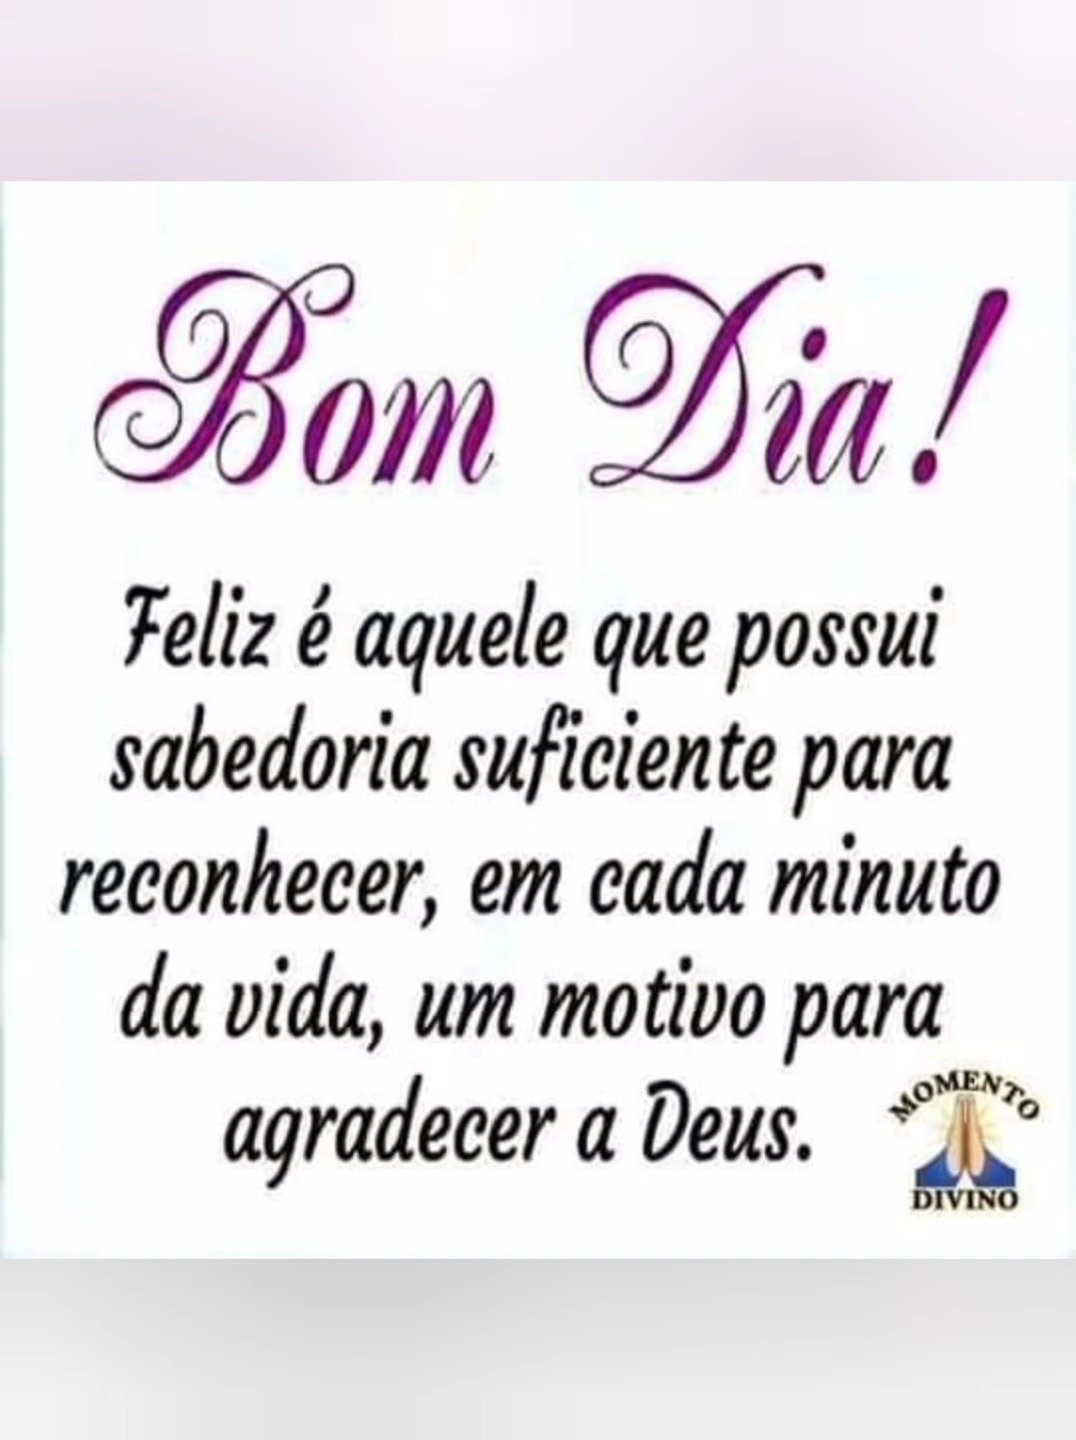 Bom Dia!
Feliz é aquele que possui
sabedoria suficiente para
reconhecer, em cada minuto
da vida, um motivo para
agradecer a Deus.
MOMENTO
DIVINO